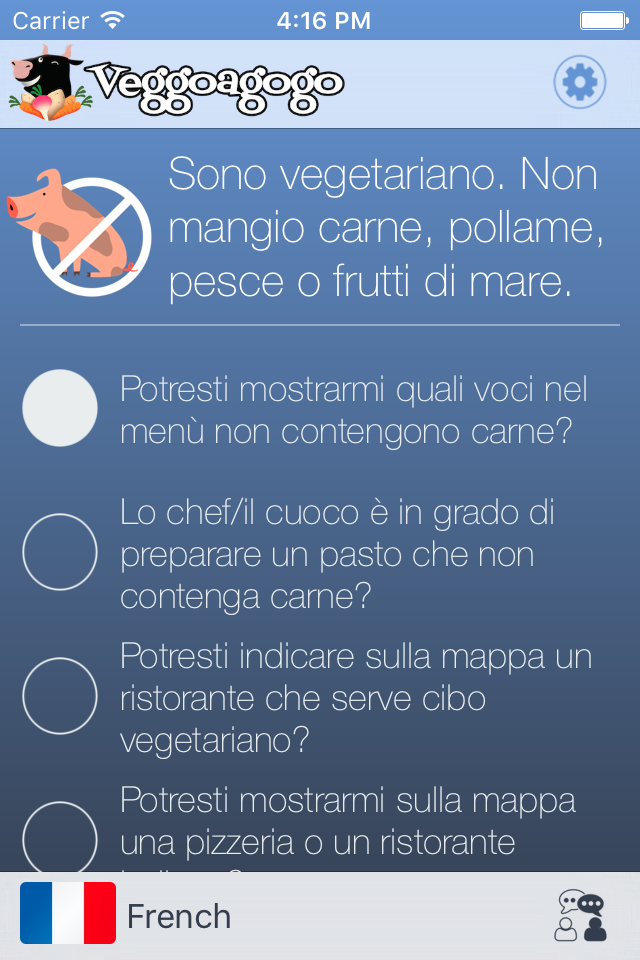 Carrier
4:16 PM
Veggoagogo
Sono vegetariano. Non
mangio carne, pollame,
pesce o frutti di mare.
Potresti mostrarmi quali voci nel
menù non contengono carne?
Lo chef/il cuoco è in grado di
preparare un pasto che non
contenga carne?
Potresti indicare sulla mappa un
ristorante che serve cibo
vegetariano?
Potresti mostrarmi sulla mappa
una pizzeria o un ristorante
French